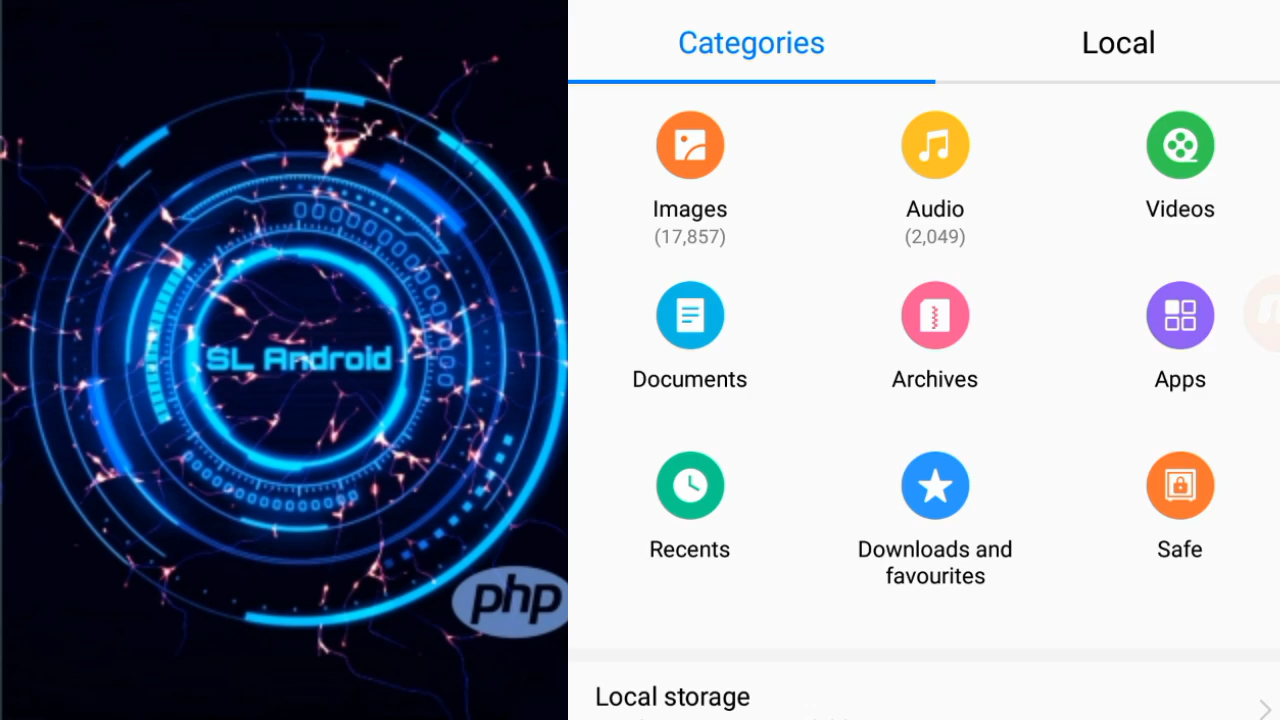 SL Android
php
Categories
Local
Images
(17,857)
Audio
(2,049)
Videos
Documents
Archives
Apps
Recents
Downloads and
favourites
Safe
Local storage